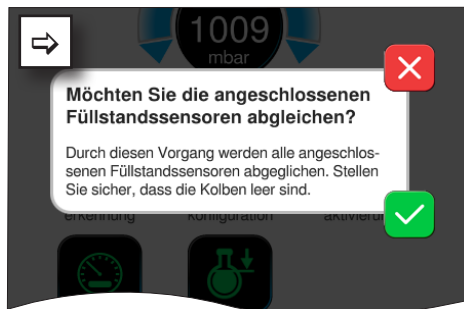 1009
mbar
Möchten Sie die angeschlossenen
Füllstandssensoren abgleichen?
Durch diesen Vorgang werden alle angeschlos-
senen Füllstandssensoren abgeglichen. Stellen
Sie sicher, dass die Kolben leer sind.
erkennung konfiguration